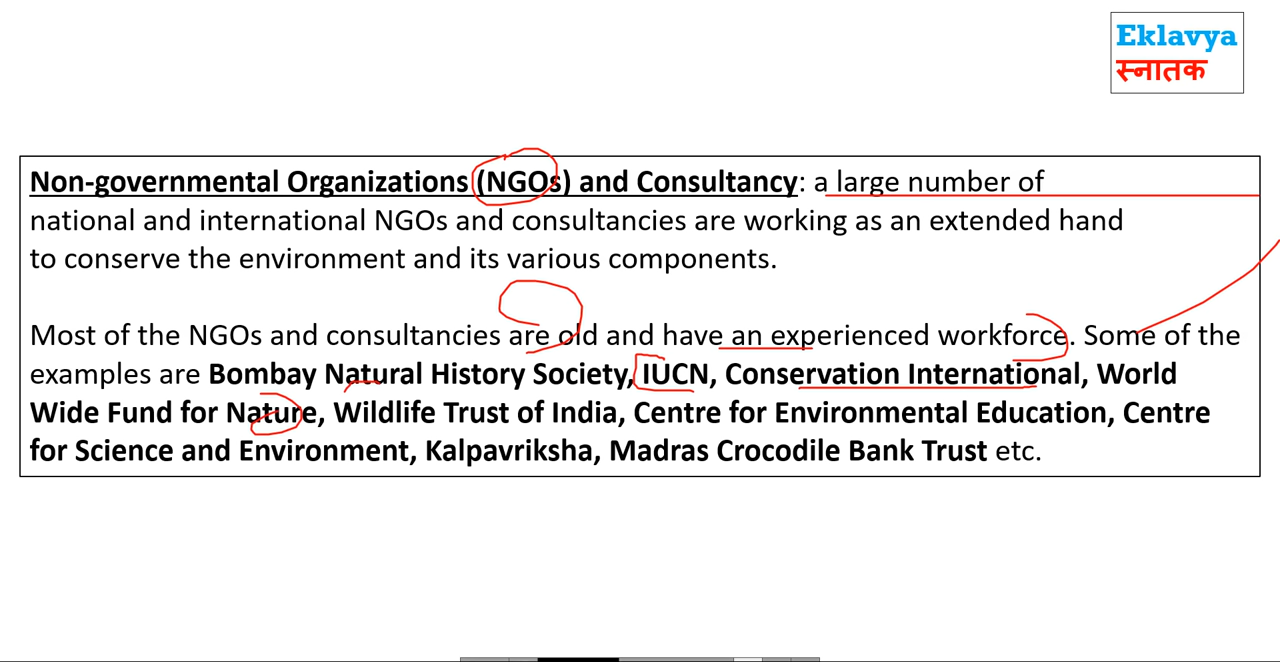 Eklavya
स्नातक
Non-governmental Organizations (NGOs) and Consultancy: a large number of
national and international NGOs and consultancies are working as an extended hand
to conserve the environment and its various components.
Most of the NGOs and consultancies are old and have an experienced workforce. Some of the
examples are Bombay Natural History Society, IUCN, Conservation International, World
Wide Fund for Nature, Wildlife Trust of India, Centre for Environmental Education, Centre
for Science and Environment, Kalpavriksha, Madras Crocodile Bank Trust etc.